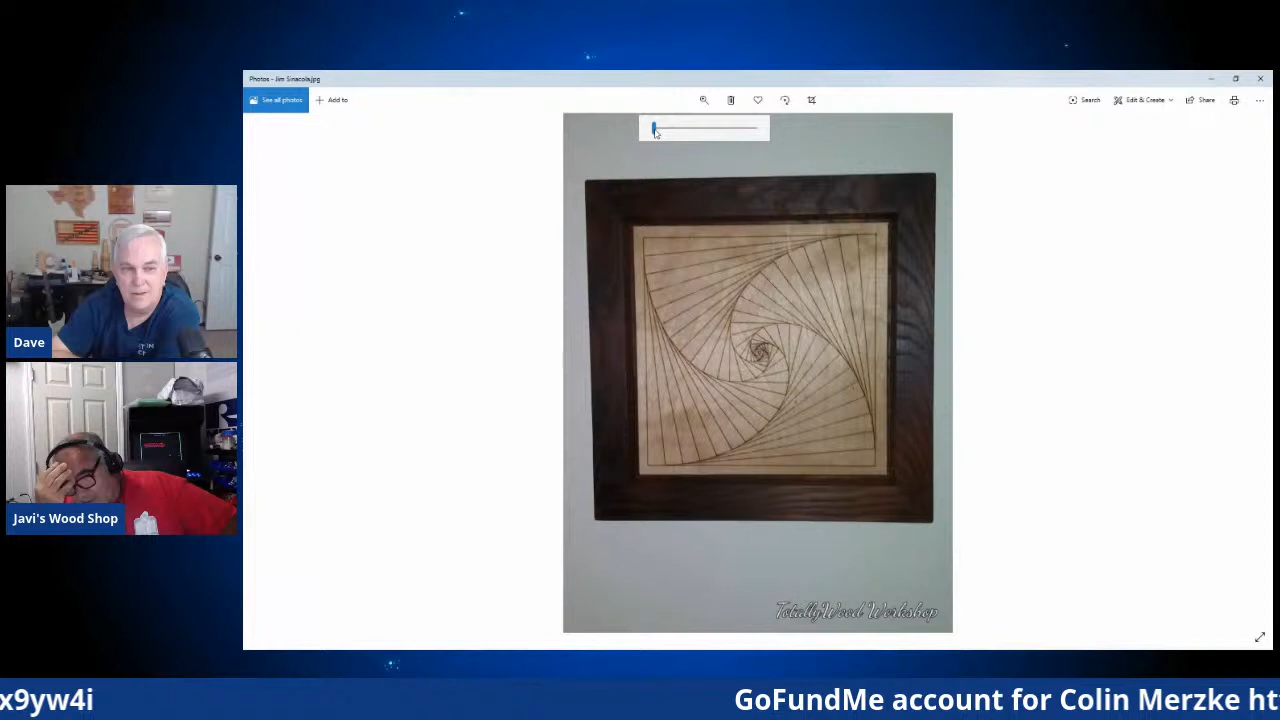 Photos - Jim Sinacola.jpg
See all photos
Add to
Search
Edit & Create
Share
Dave
Javi's Wood Shop
TotallyWood Workshop
x9yw4i
GoFundMe account for Colin Merzke ht